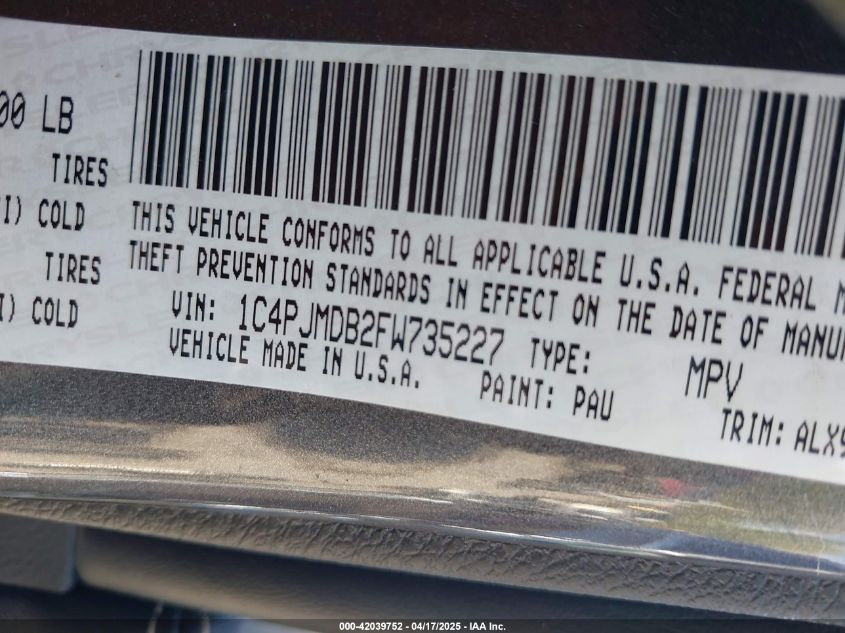 00 LB
TIRES
I) COLD
TIRES
I) COLD
THIS VEHICLE CONFORMS TO ALL APPLICABLE U.S.A. FEDERAL M
THEFT PREVENTION STANDARDS IN EFFECT ON THE DATE OF MANU
VIN: 1C4PJMDB2FW735227 TYPE: MPV
VEHICLE MADE IN U.S.A. PAINT: PAU TRIM: ALX9
000-42039752 - 04/17/2025 - IAA Inc.